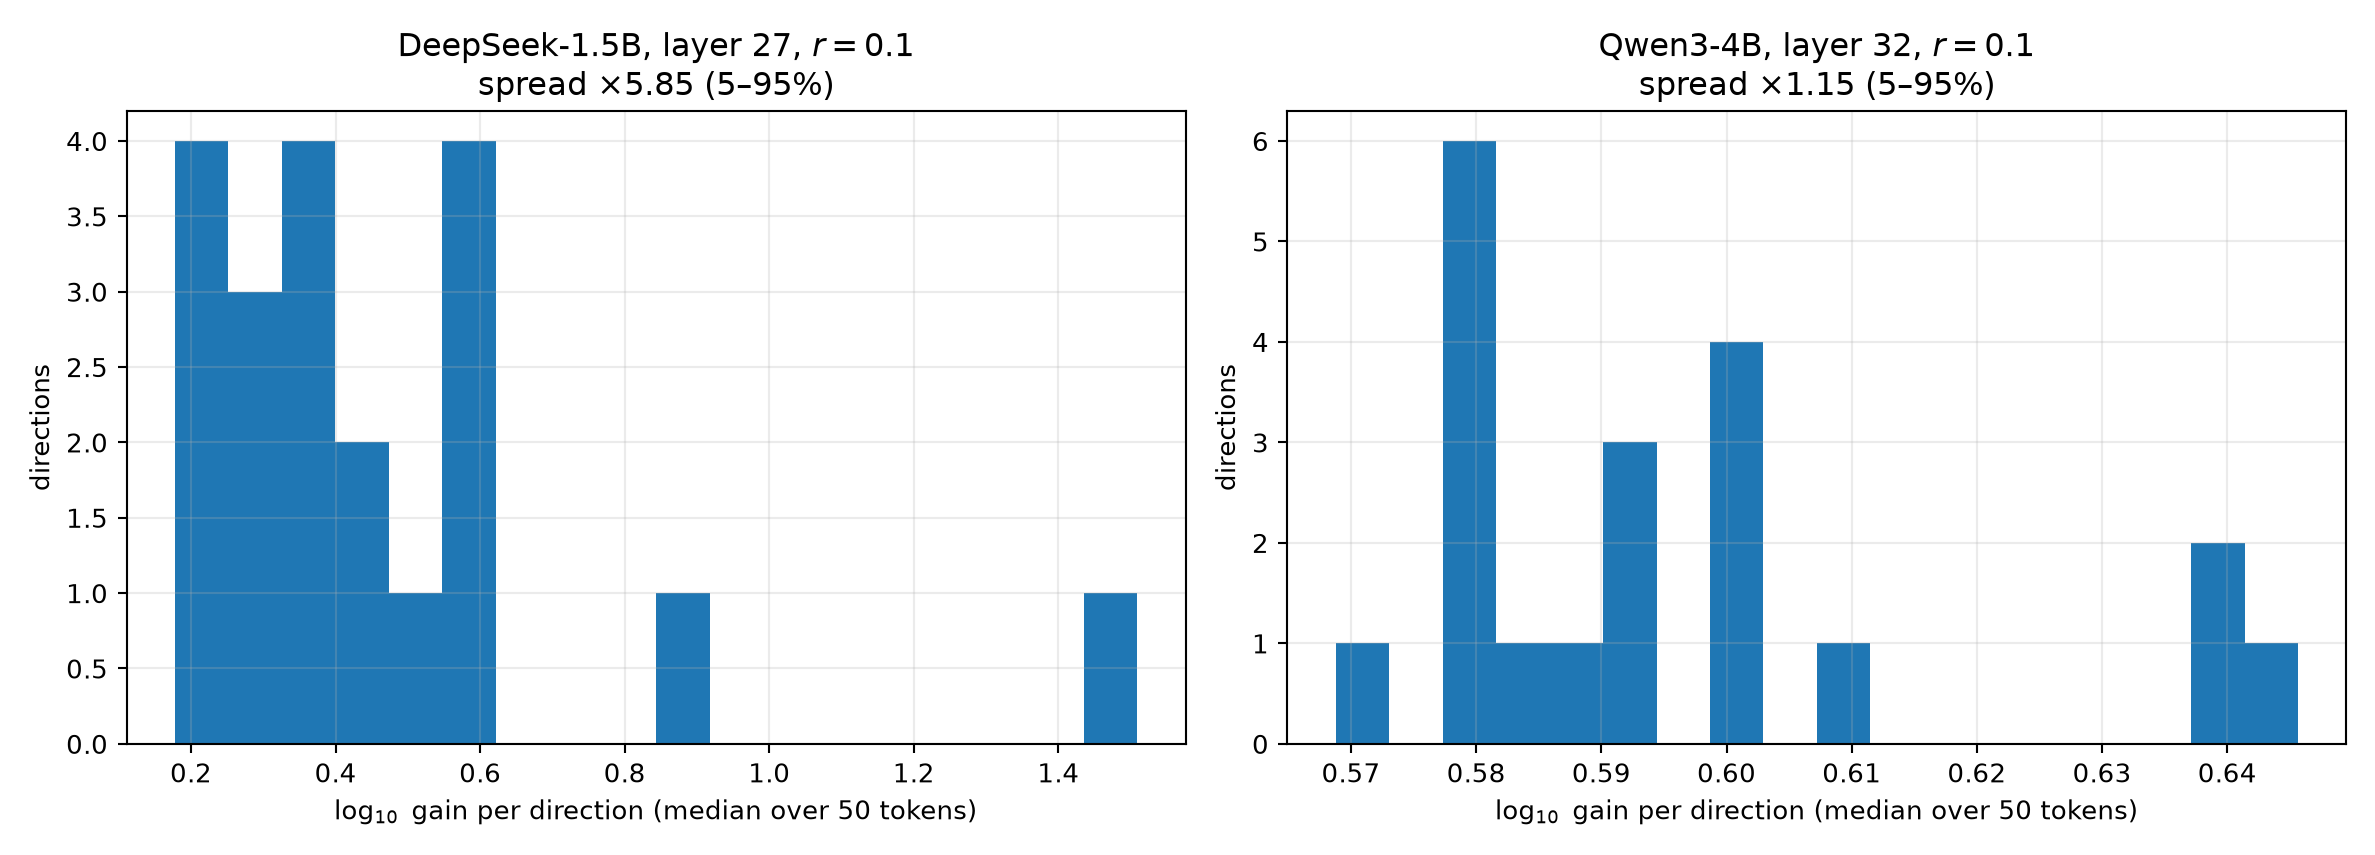 DeepSeek-1.5B, layer 27, r = 0.1
spread ×5.85 (5–95%)
4.0
3.5
3.0
2.5
2.0
1.5
1.0
0.5
0.0
directions
0.2 0.4 0.6 0.8 1.0 1.2 1.4
log₁₀ gain per direction (median over 50 tokens)
Qwen3-4B, layer 32, r = 0.1
spread ×1.15 (5–95%)
6
5
4
3
2
1
0
directions
0.57 0.58 0.59 0.60 0.61 0.62 0.63 0.64
log₁₀ gain per direction (median over 50 tokens)